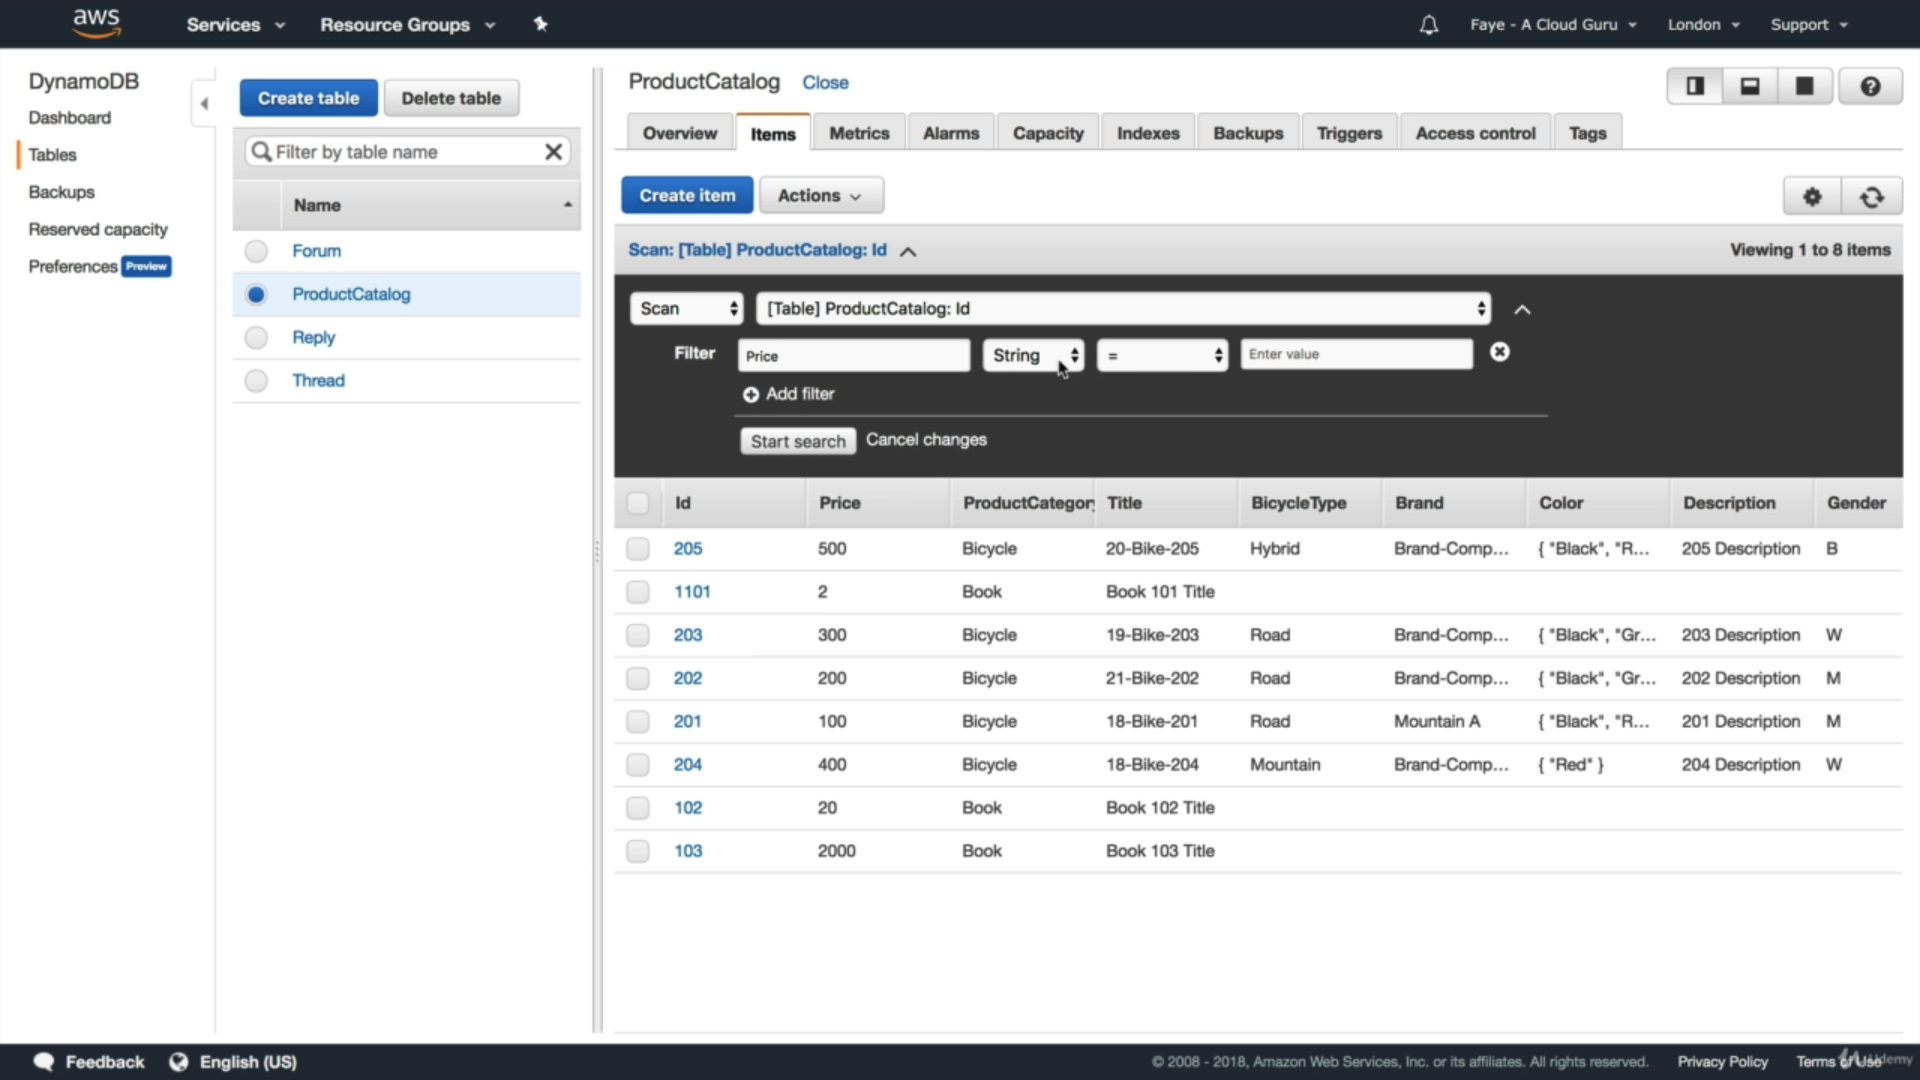 aws Services Resource Groups Faye - A Cloud Guru London Support
DynamoDB
Dashboard
Tables
Backups
Reserved capacity
Preferences Preview
Create table Delete table
Filter by table name
Name
Forum
ProductCatalog
Reply
Thread
ProductCatalog Close
Overview Items Metrics Alarms Capacity Indexes Backups Triggers Access control Tags
Create item Actions
Scan: [Table] ProductCatalog: Id Viewing 1 to 8 items
Scan [Table] ProductCatalog: Id
Filter Price String = Enter value
Add filter
Start search Cancel changes
Id Price ProductCategory Title BicycleType Brand Color Description Gender
205 500 Bicycle 20-Bike-205 Hybrid Brand-Comp... { "Black", "R... 205 Description B
1101 2 Book Book 101 Title
203 300 Bicycle 19-Bike-203 Road Brand-Comp... { "Black", "Gr... 203 Description W
202 200 Bicycle 21-Bike-202 Road Brand-Comp... { "Black", "Gr... 202 Description M
201 100 Bicycle 18-Bike-201 Road Mountain A { "Black", "R... 201 Description M
204 400 Bicycle 18-Bike-204 Mountain Brand-Comp... { "Red" } 204 Description W
102 20 Book Book 102 Title
103 2000 Book Book 103 Title
Feedback English (US) © 2008 - 2018, Amazon Web Services, Inc. or its affiliates. All rights reserved. Privacy Policy Terms of Use Udemy